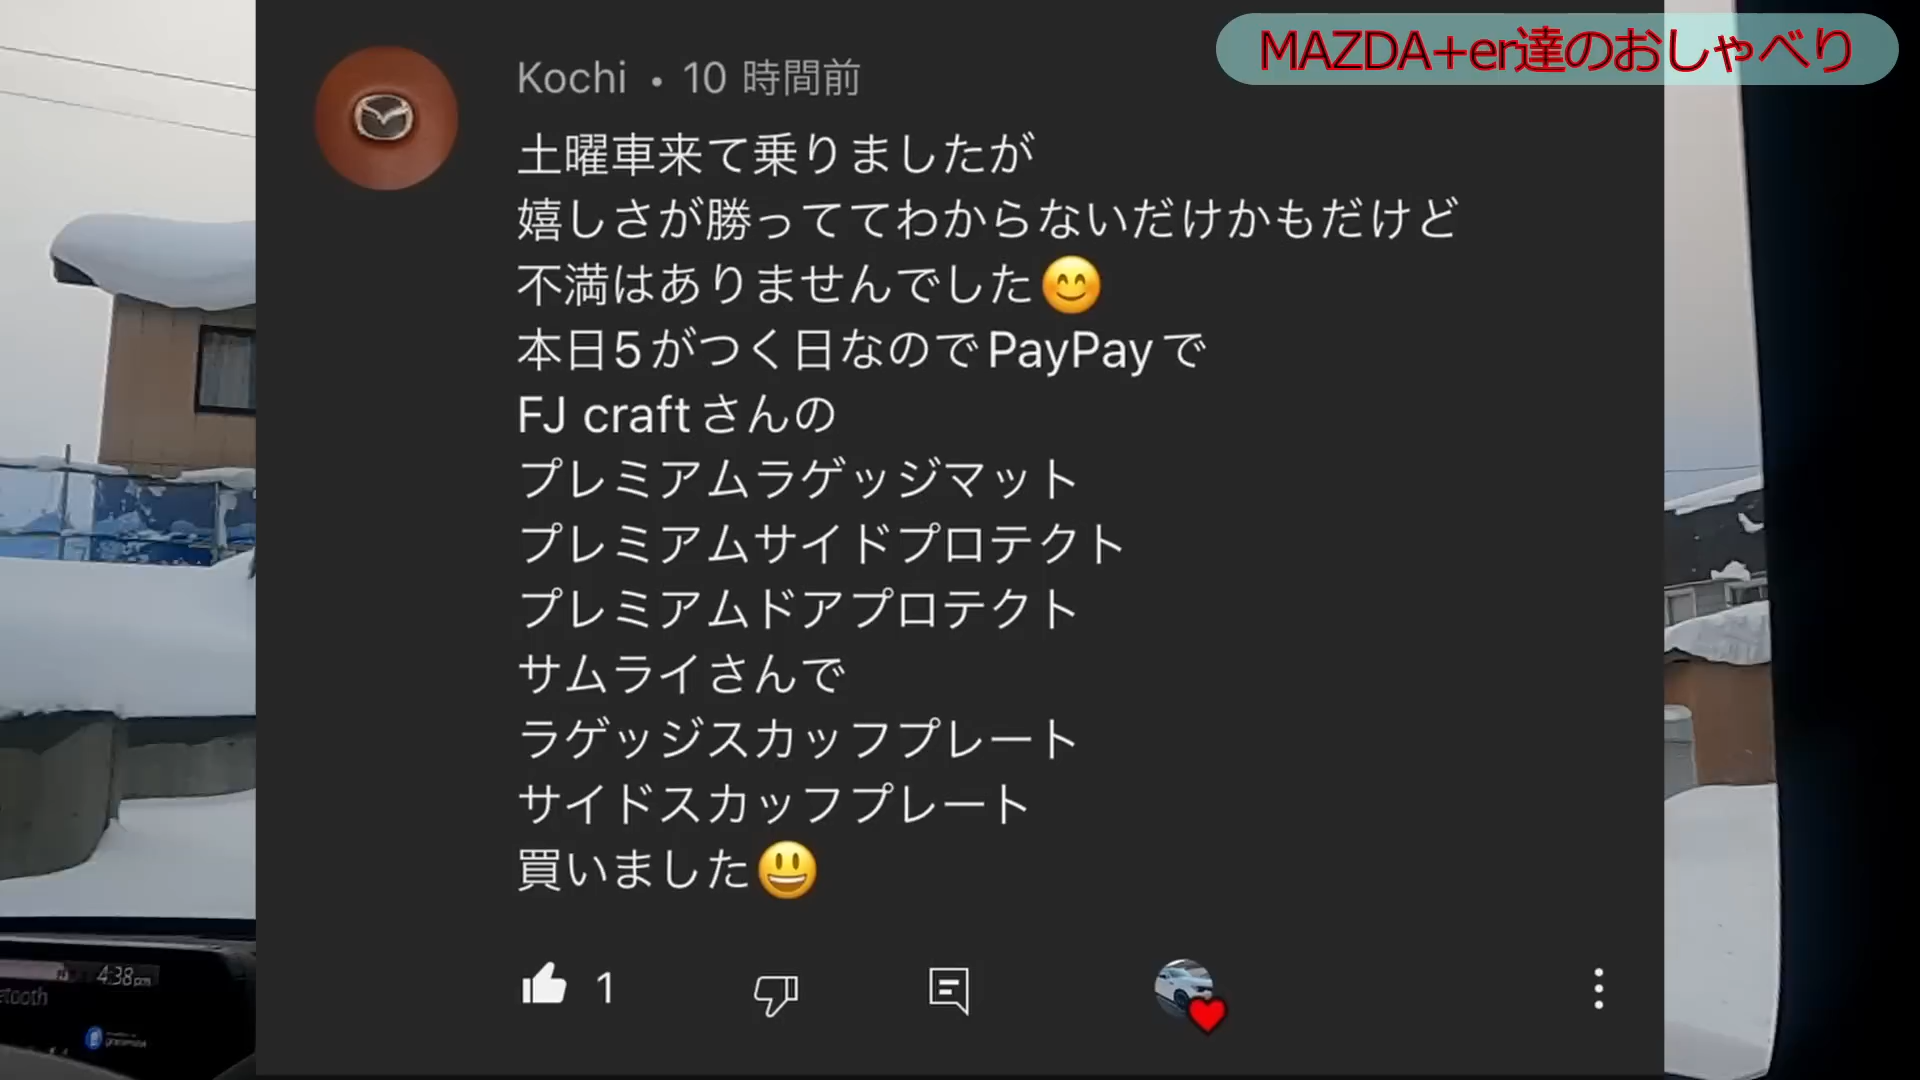 MAZDA+er達のおしゃべり
Kochi • 10 時間前
土曜車来て乗りましたが
嬉しさが勝っててわからないだけかもだけど
不満はありませんでした😊
本日5がつく日なのでPayPayで
FJ craftさんの
プレミアムラゲッジマット
プレミアムサイドプロテクト
プレミアムドアプロテクト
サムライさんで
ラゲッジスカッフプレート
サイドスカッフプレート
買いました😃
1
4:38pm
etooth
gracenote